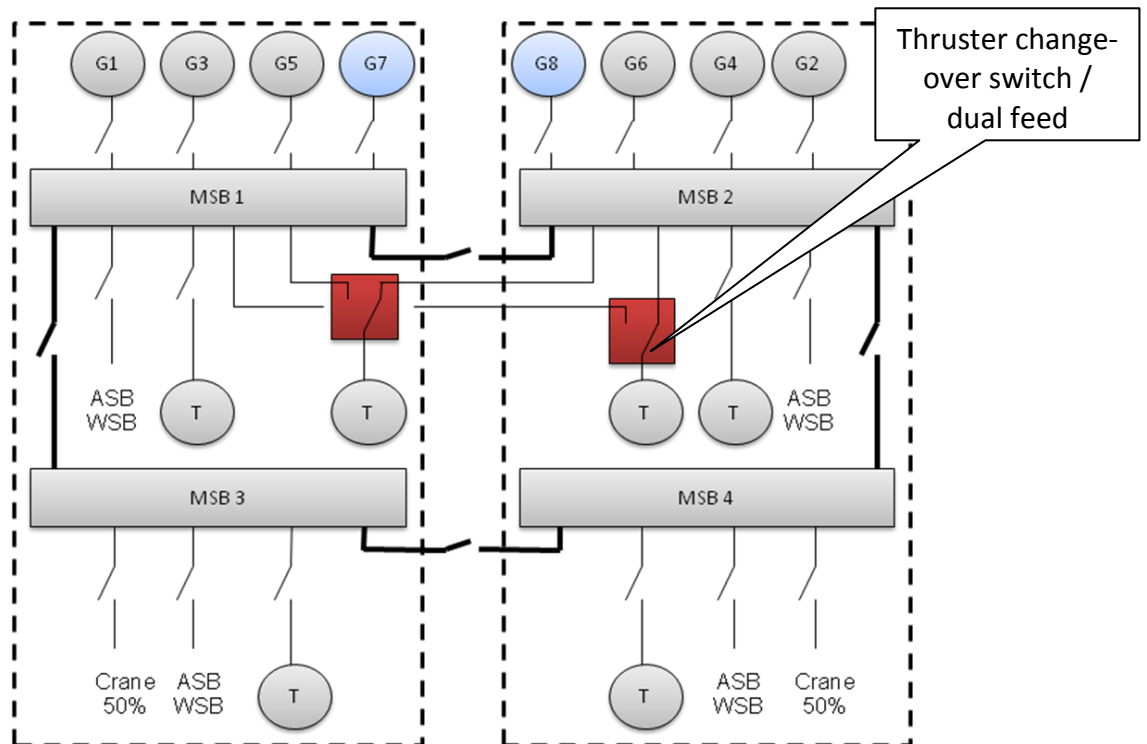 G1
G3
G5
G7
G8
G6
G4
G2
Thruster change-
over switch /
dual feed
MSB 1
MSB 2
ASB
WSB
T
T
T
T
ASB
WSB
MSB 3
MSB 4
Crane
50%
ASB
WSB
T
T
ASB
WSB
Crane
50%